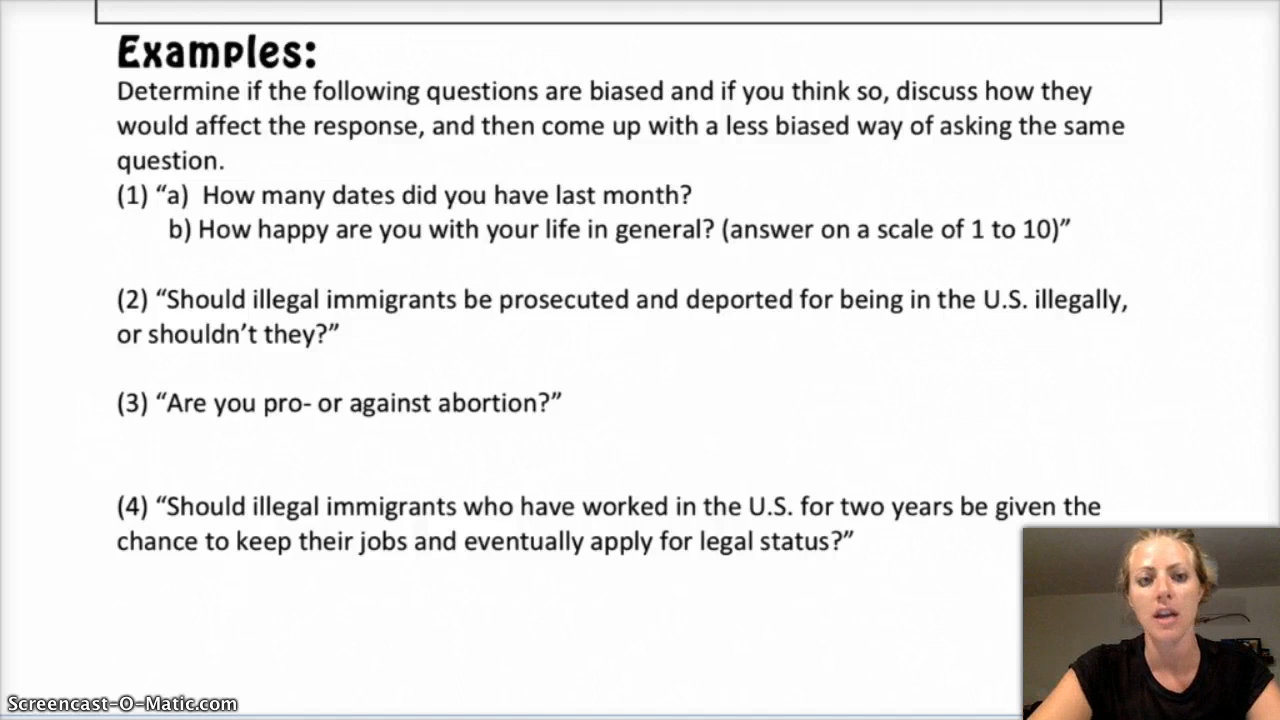 Examples:
Determine if the following questions are biased and if you think so, discuss how they
would affect the response, and then come up with a less biased way of asking the same
question.
(1) “a)  How many dates did you have last month?
b) How happy are you with your life in general? (answer on a scale of 1 to 10)”
(2) “Should illegal immigrants be prosecuted and deported for being in the U.S. illegally,
or shouldn’t they?”
(3) “Are you pro- or against abortion?”
(4) “Should illegal immigrants who have worked in the U.S. for two years be given the
chance to keep their jobs and eventually apply for legal status?”
Screencast-O-Matic.com